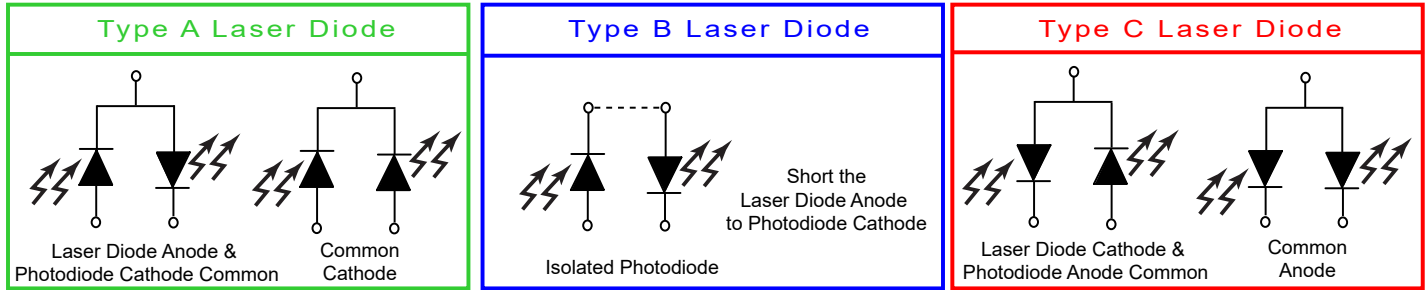 Type A Laser Diode
Laser Diode Anode &
Photodiode Cathode Common
Common
Cathode
Type B Laser Diode
Short the
Laser Diode Anode
to Photodiode Cathode
Isolated Photodiode
Type C Laser Diode
Laser Diode Cathode &
Photodiode Anode Common
Common
Anode